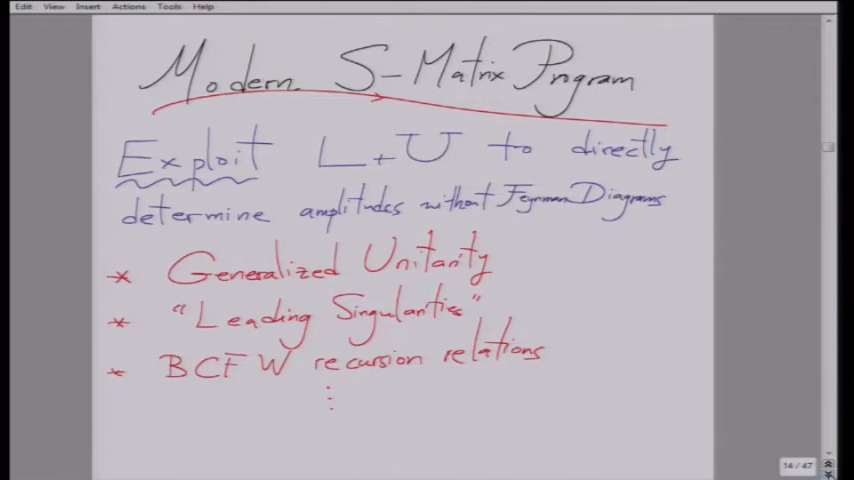 Edit View Insert Actions Tools Help
Modern S-Matrix Program
Exploit L+U to directly
determine amplitudes without Feynman Diagrams
* Generalized Unitarity
* "Leading Singularities"
* BCFW recursion relations
⋮
14 / 47